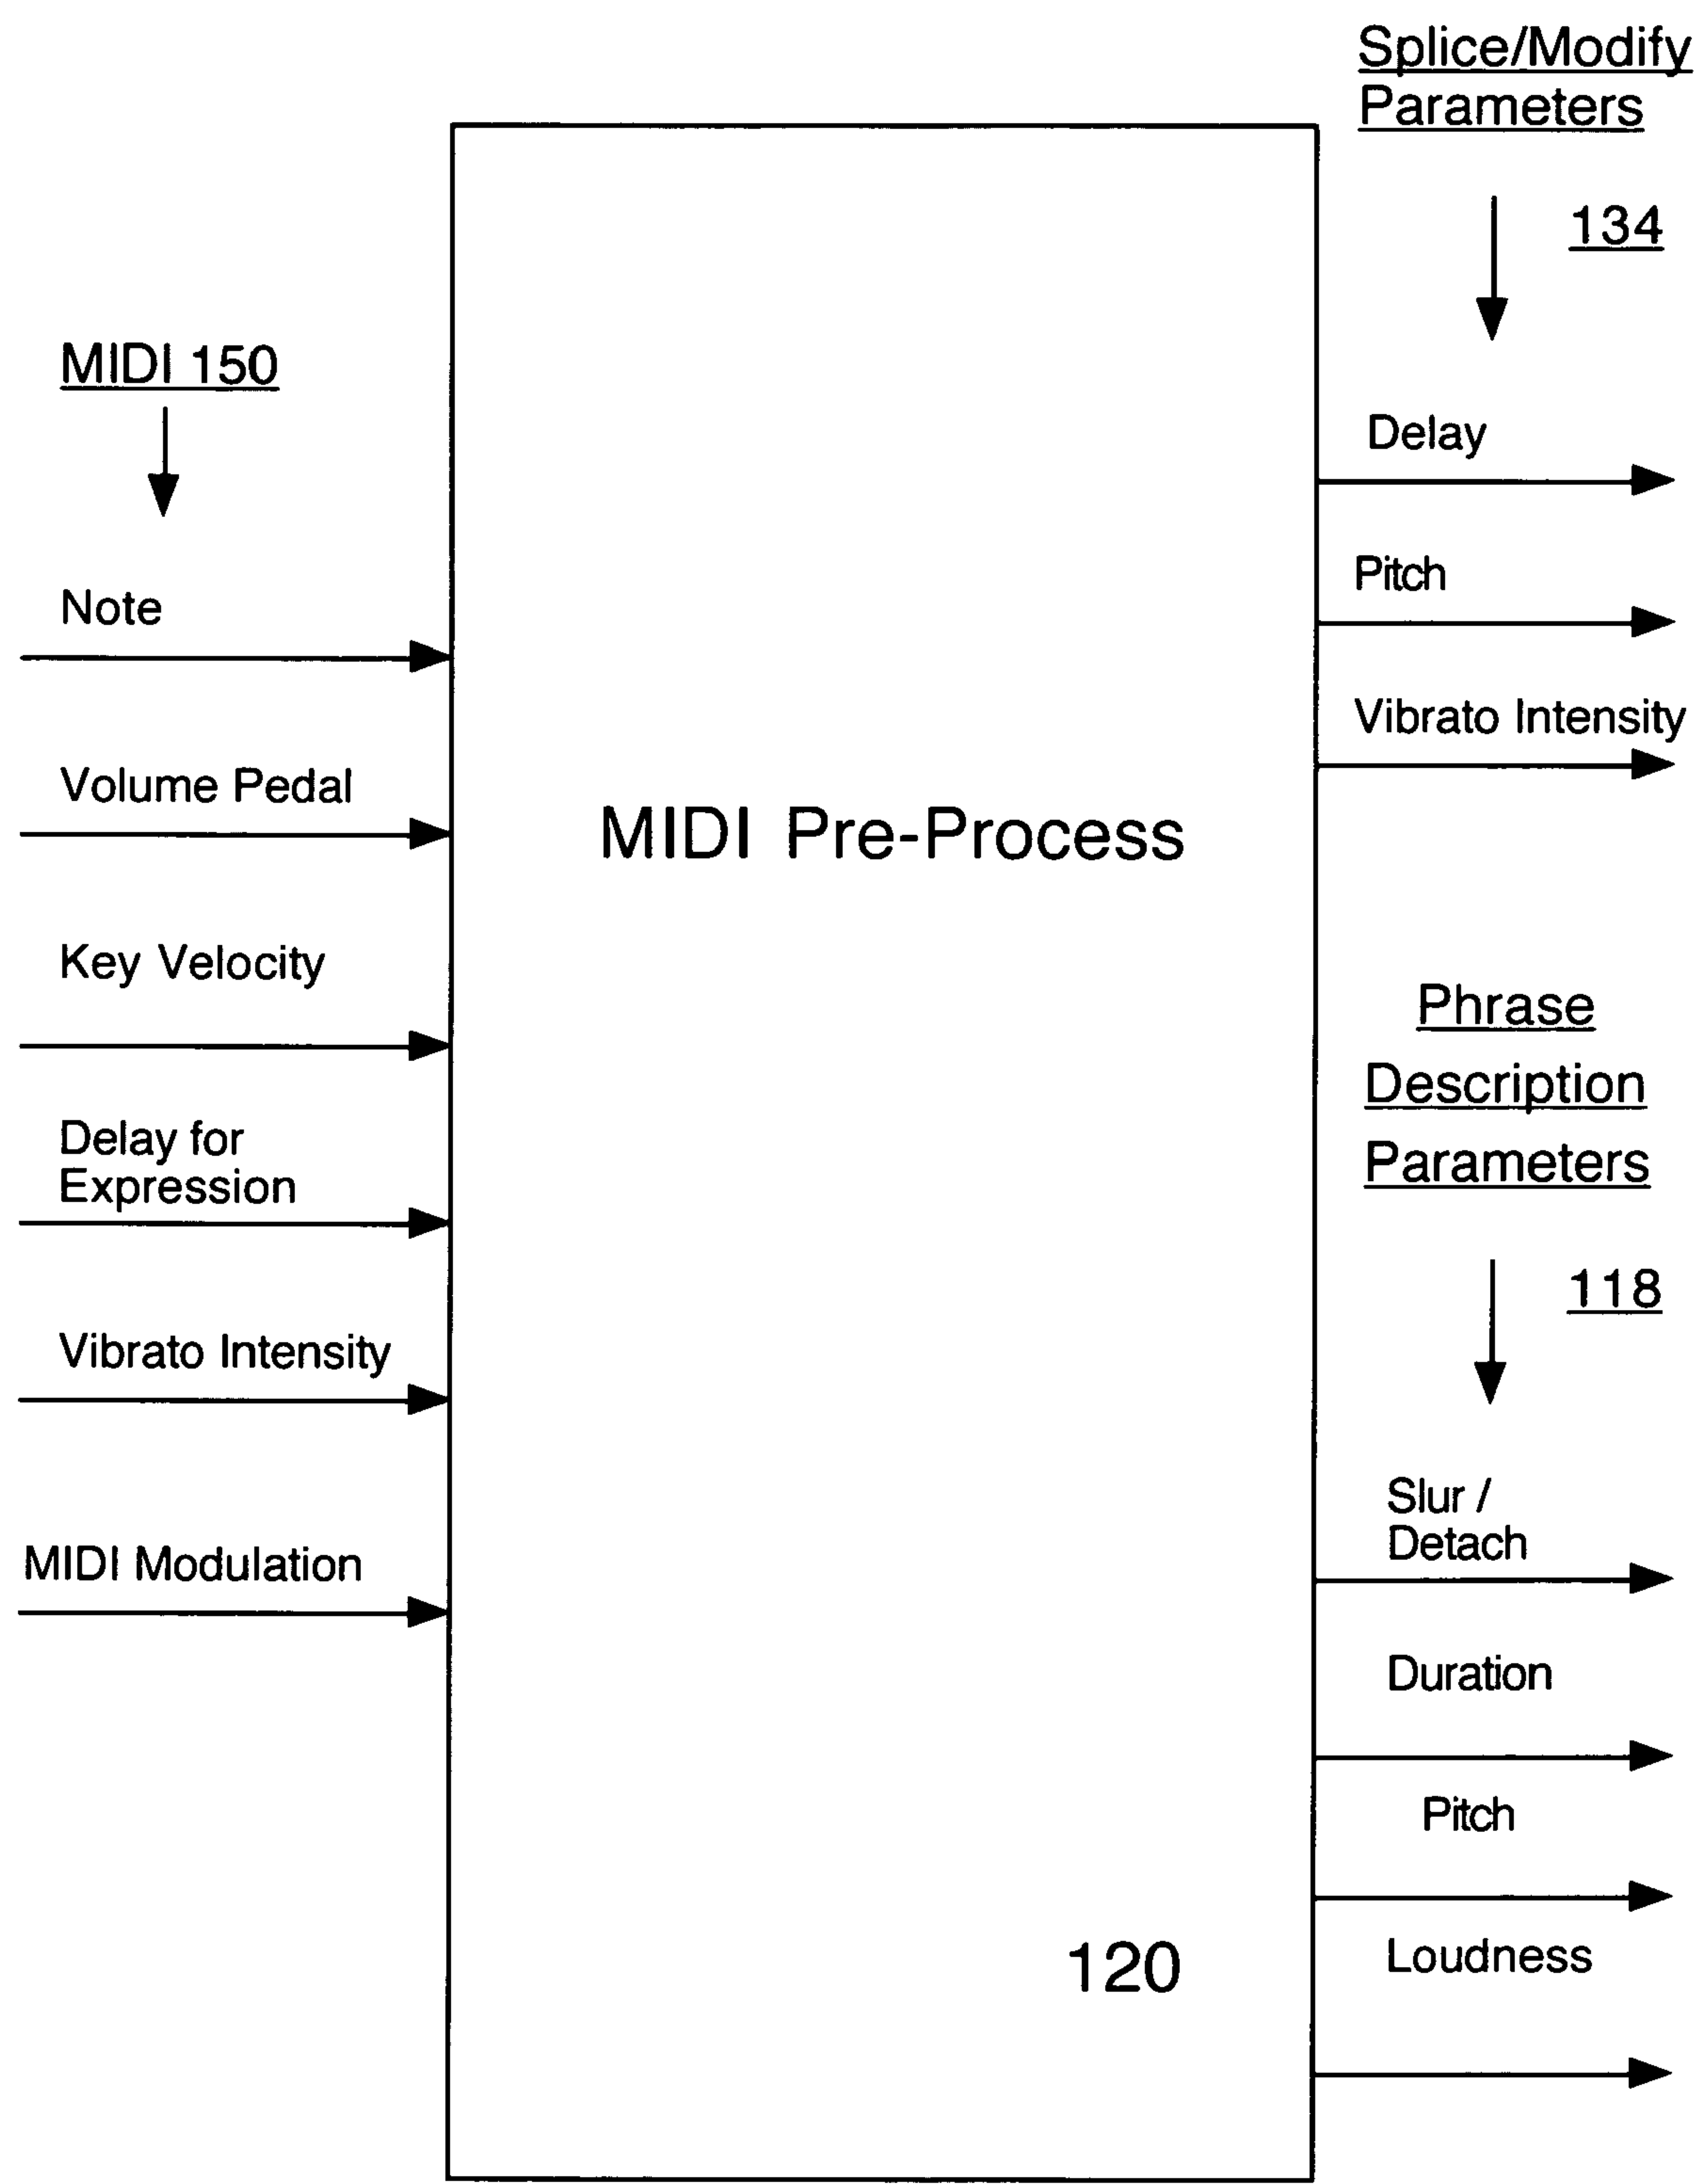 Splice/Modify
Parameters
134
MIDI 150
Delay
Pitch
Note
Vibrato Intensity
Volume Pedal
MIDI Pre-Process
Key Velocity
Phrase
Description
Parameters
Delay for
Expression
118
Vibrato Intensity
Slur /
Detach
MIDI Modulation
Duration
Pitch
Loudness
120